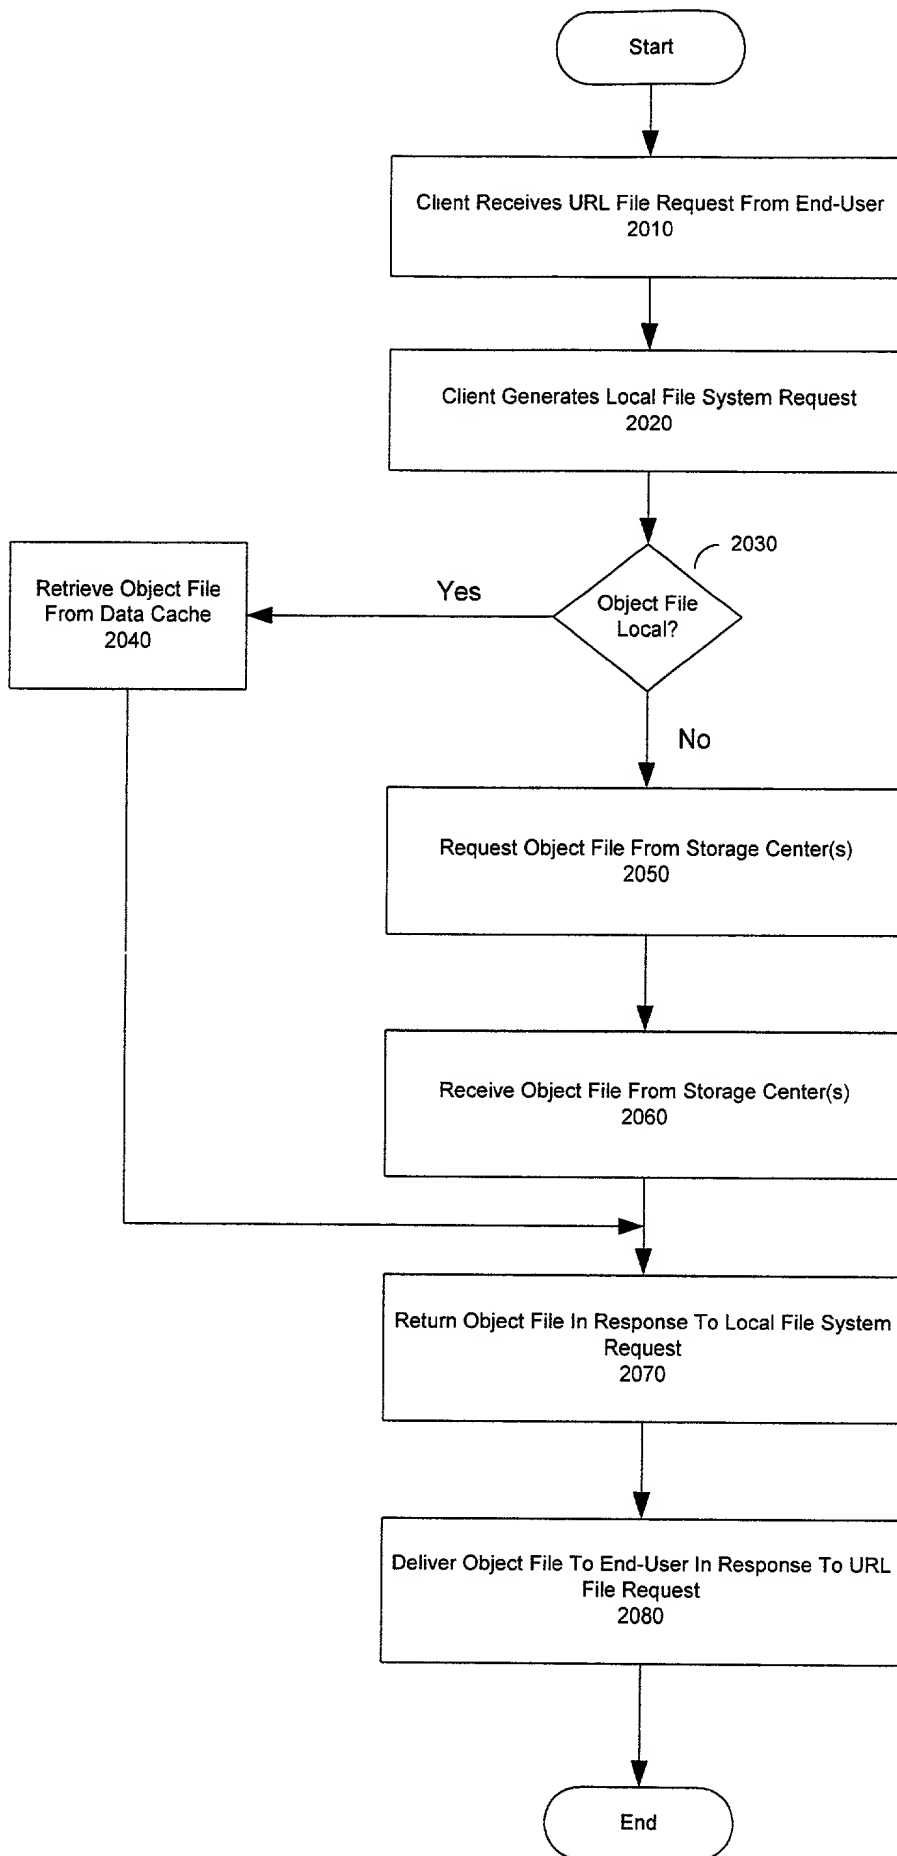 Start
Client Receives URL File Request From End-User
2010
Client Generates Local File System Request
2020
2030
Object File
Local?
Yes
Retrieve Object File
From Data Cache
2040
No
Request Object File From Storage Center(s)
2050
Receive Object File From Storage Center(s)
2060
Return Object File In Response To Local File System
Request
2070
Deliver Object File To End-User In Response To URL
File Request
2080
End